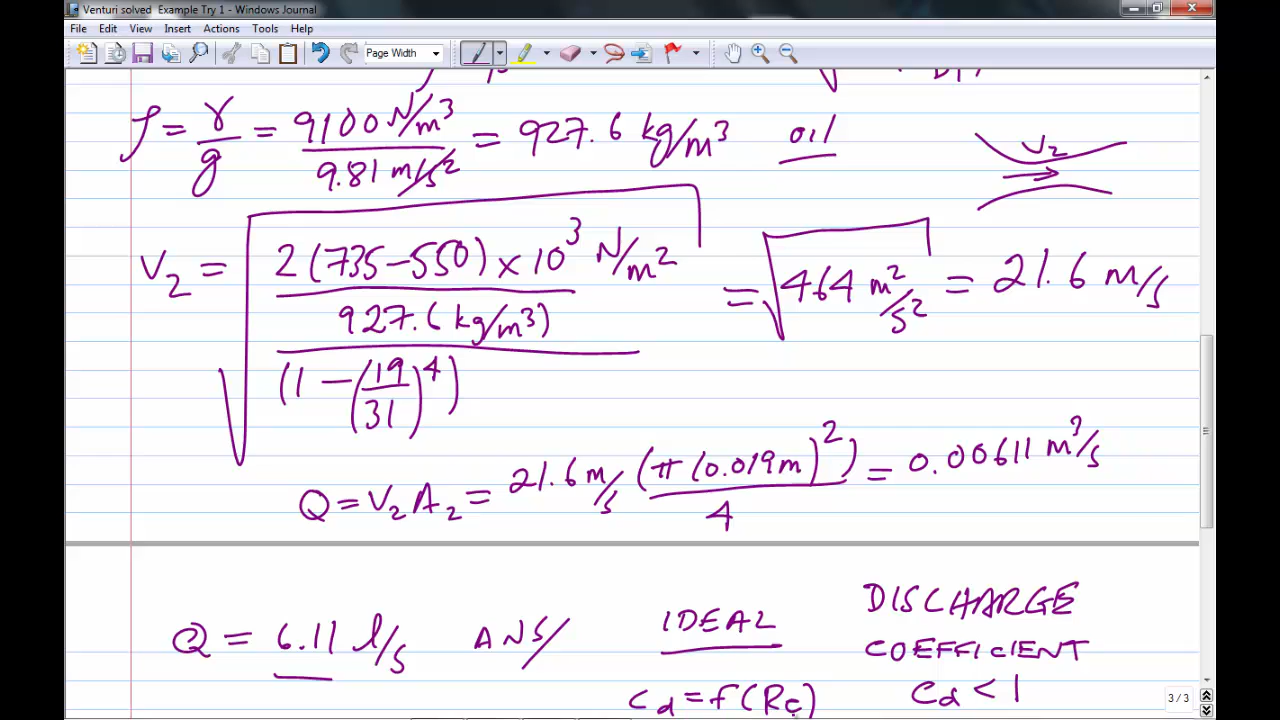 Venturi solved Example Try 1 - Windows Journal
File Edit View Insert Actions Tools Help
Page Width
ρ = γ/g = 9100 N/m³ / 9.81 m/s² = 927.6 kg/m³ oil
V₂
V₂ = √( (2(735-550) × 10³ N/m² / 927.6 (kg/m³)) / (1 - (19/31)⁴) ) = √(464 m²/s²) = 21.6 m/s
Q = V₂A₂ = 21.6 m/s (π(0.019m)²/4) = 0.00611 m³/s
Q = 6.11 l/s ANS/ IDEAL DISCHARGE
COEFFICIENT
Cd = f(Re) Cd < 1
3/3